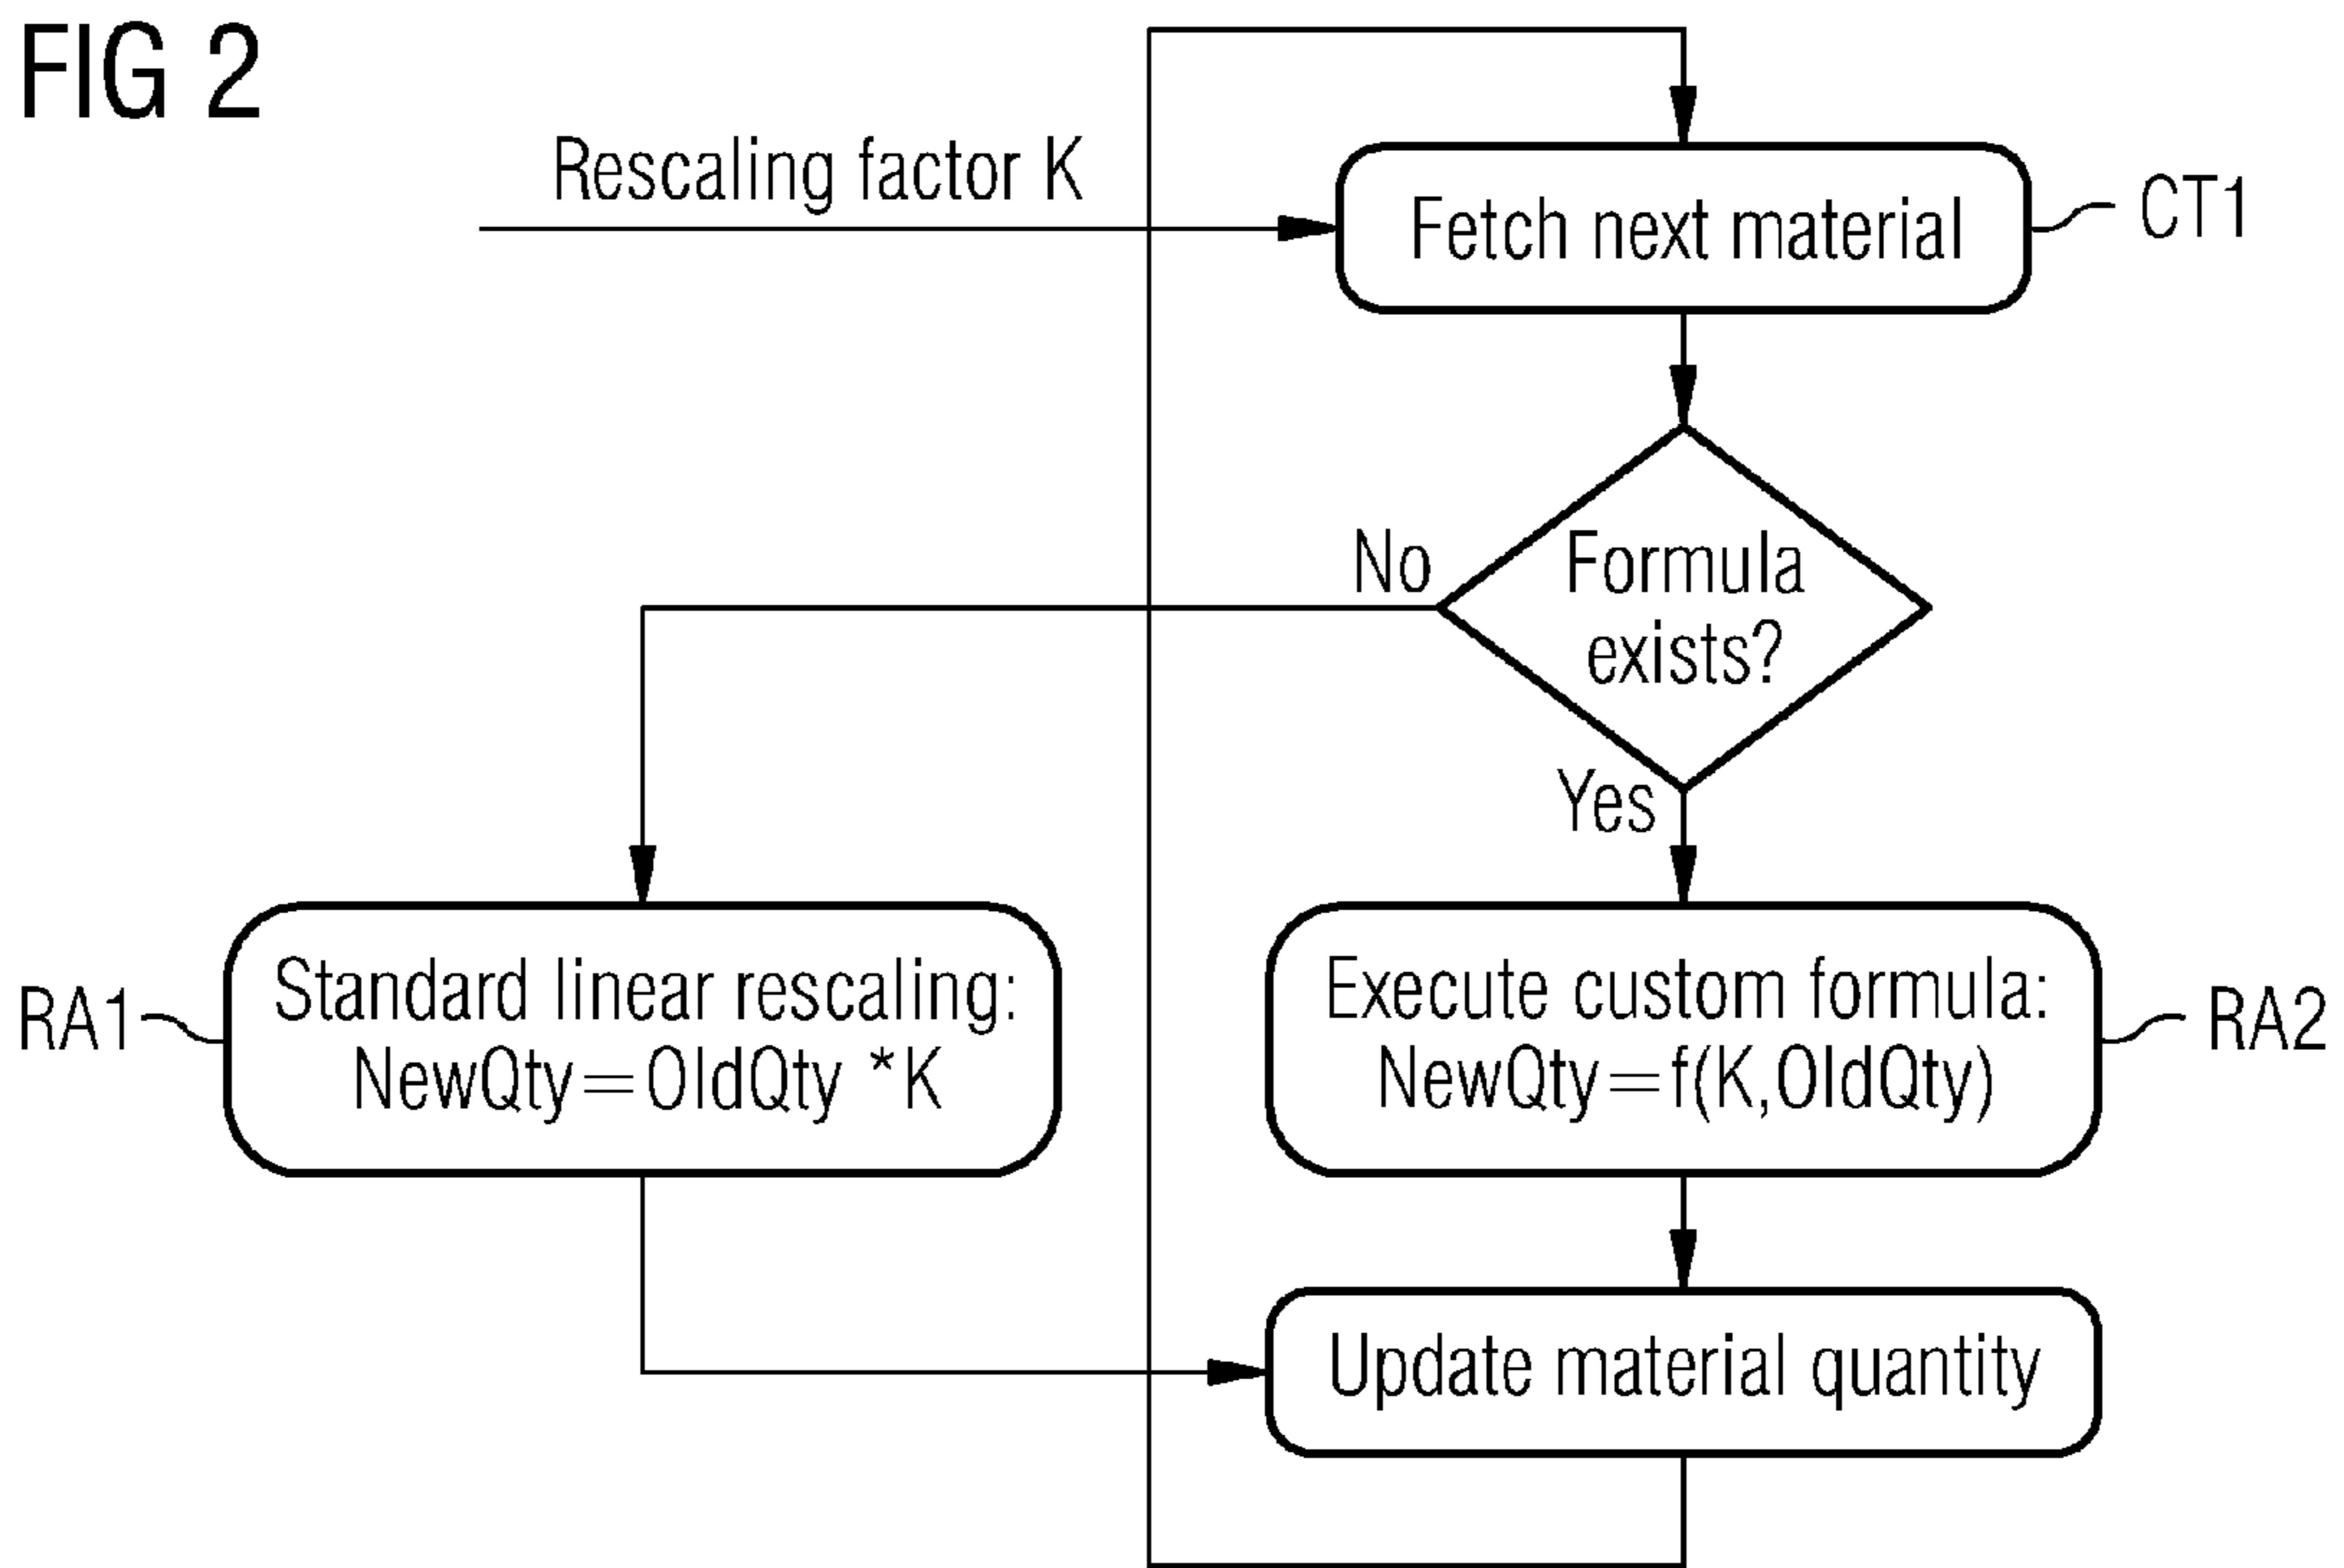 FIG 2
Rescaling factor K
Fetch next material
CT1
No
Formula
exists?
Yes
RA1
Standard linear rescaling:
NewQty=OldQty *K
Execute custom formula:
NewQty=f(K,OldQty)
RA2
Update material quantity